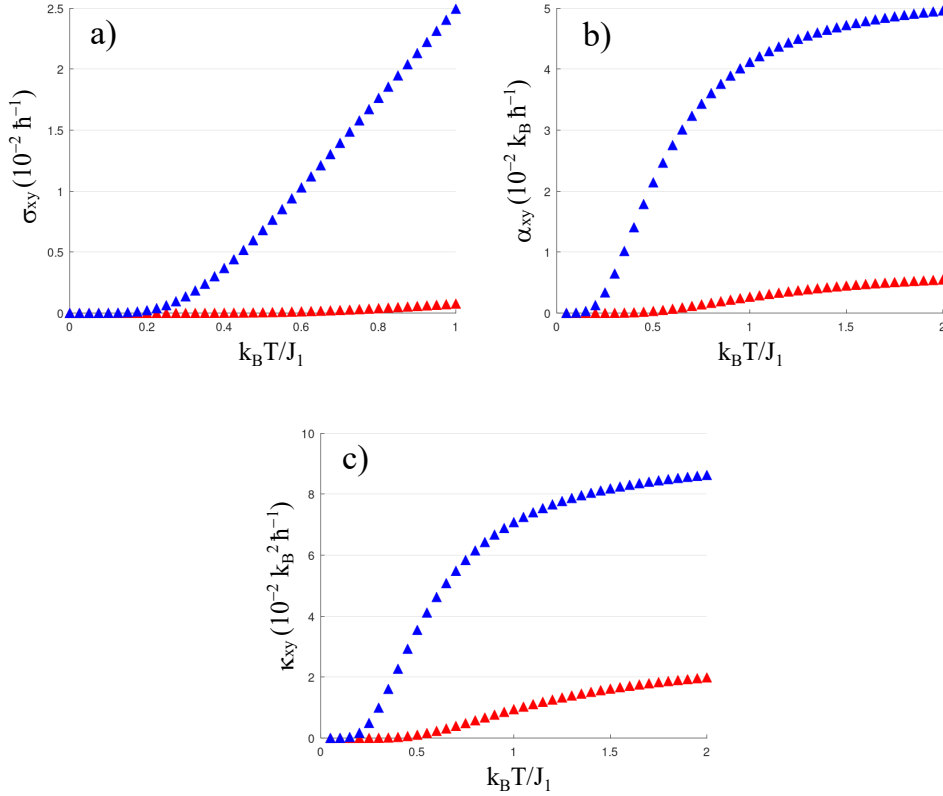 a)
σxy (10⁻² ħ⁻¹)
2.5
2
1.5
1
0.5
0
0 0.2 0.4 0.6 0.8 1
kBT/J1
b)
αxy (10⁻² kB ħ⁻¹)
5
4
3
2
1
0
0 0.5 1 1.5 2
kBT/J1
c)
κxy (10⁻² kB² ħ⁻¹)
10
8
6
4
2
0
0 0.5 1 1.5 2
kBT/J1